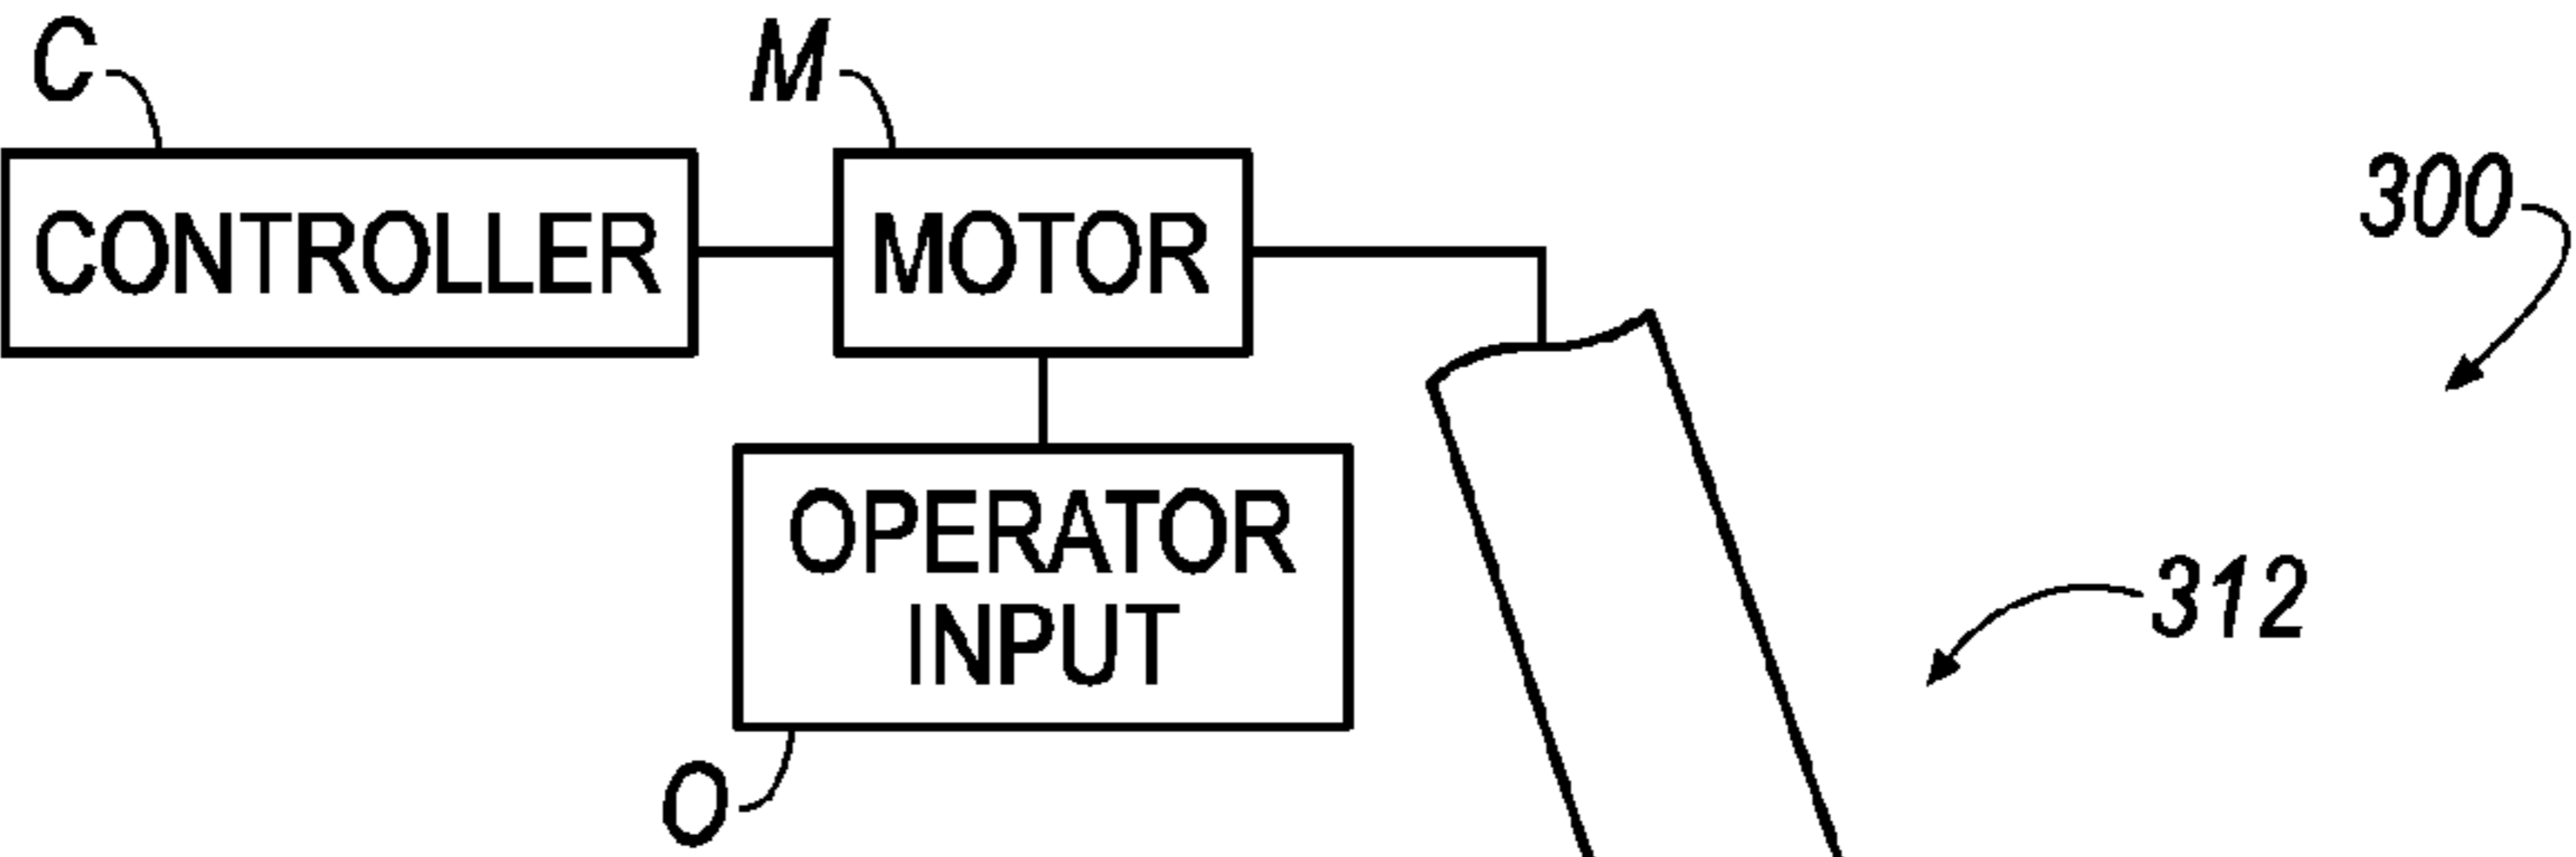 C
M
CONTROLLER
MOTOR
300
OPERATOR
INPUT
312
O